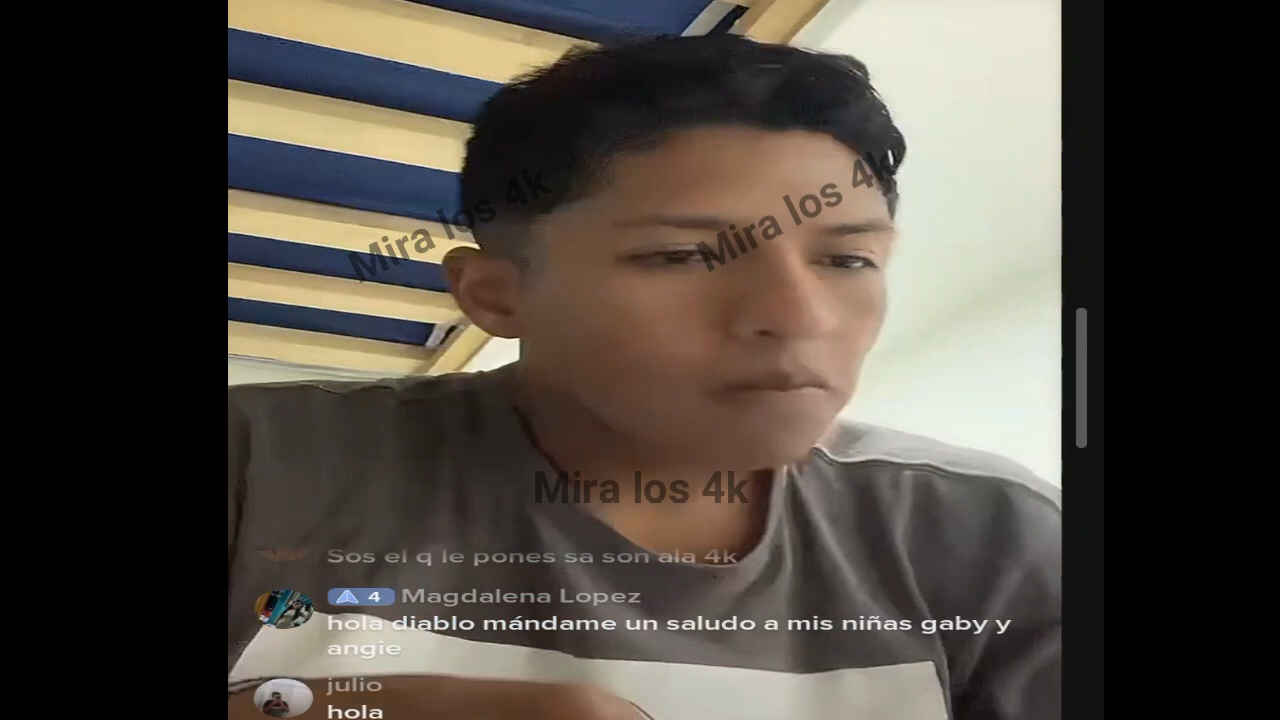 Mira los 4k
Mira los 4k
Mira los 4k
Sos el q le pones sa son ala 4k
4 Magdalena Lopez
hola diablo mándame un saludo a mis niñas gaby y
angie
julio
hola